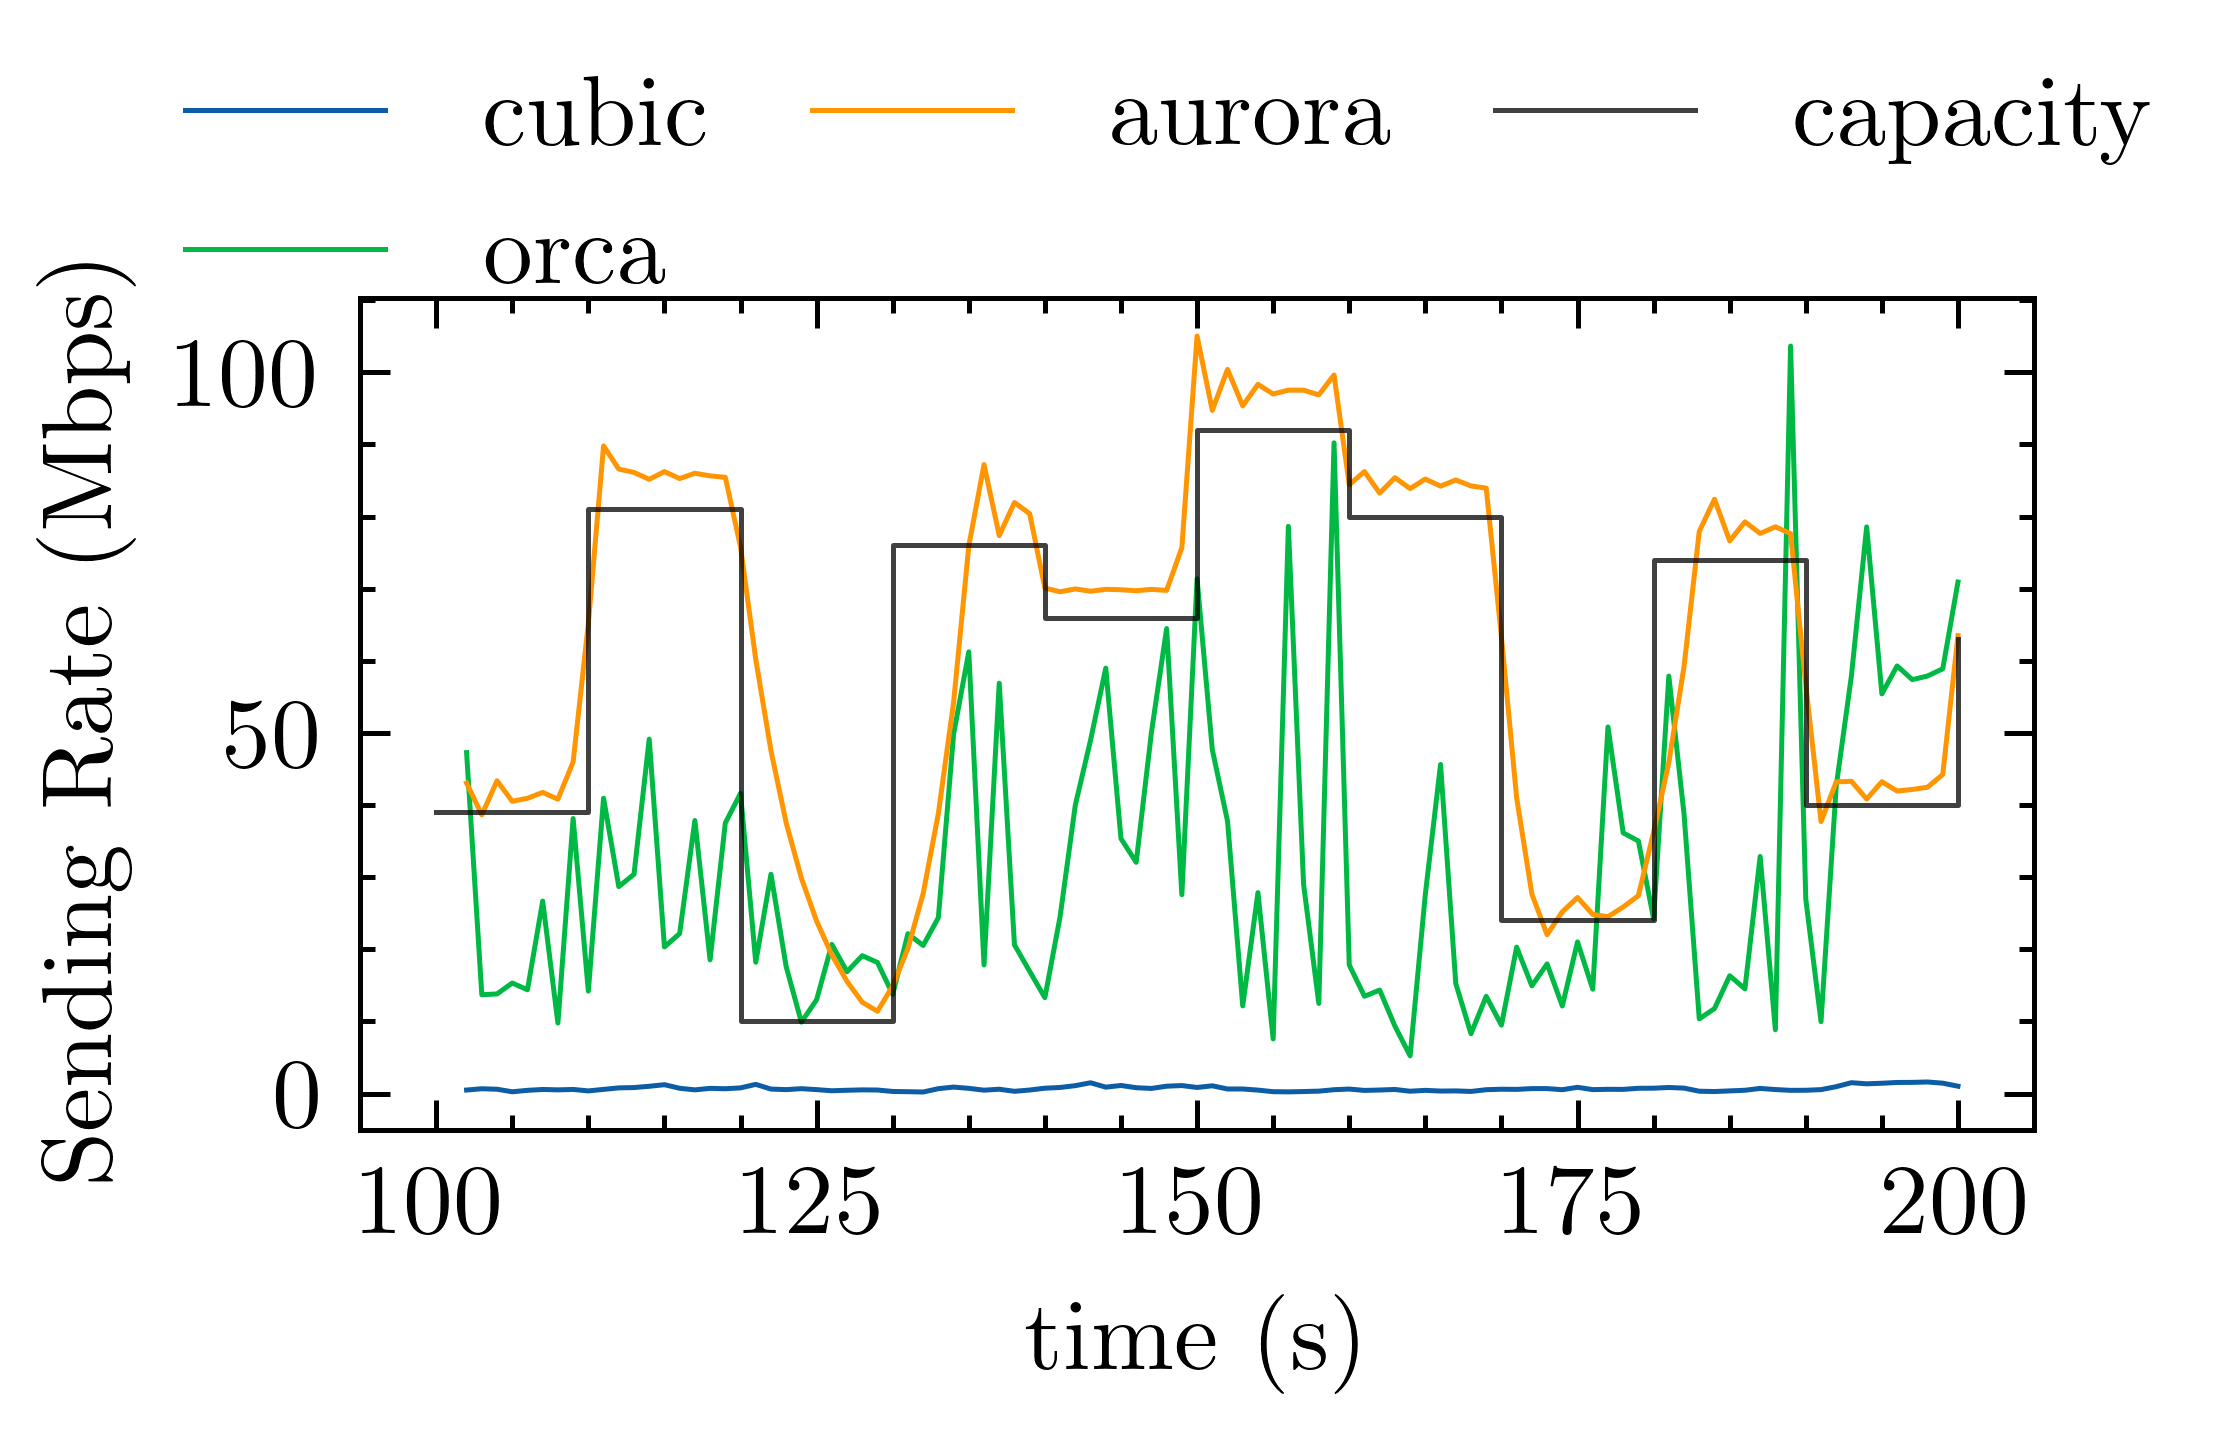 cubic aurora capacity
orca
Sending Rate (Mbps)
100
50
0
100 125 150 175 200
time (s)